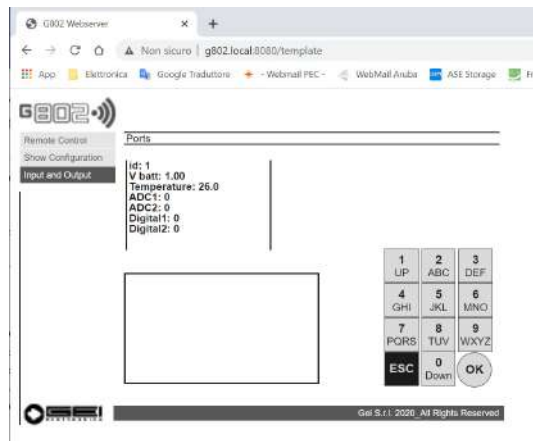 G802 Webserver
Non sicuro | g802.local:8080/template
App Elettronica Google Traduttore - Webmail PEC - WebMail Aruba ASE Storage
G802
Remote Control
Show Configuration
Input and Output
Ports
id: 1
V batt: 1.00
Temperature: 26.0
ADC1: 0
ADC2: 0
Digital1: 0
Digital2: 0
1 2 3
UP ABC DEF
4 5 6
GHI JKL MNO
7 8 9
PQRS TUV WXYZ
ESC 0 OK
Down
GEI
Gei S.r.l. 2020_All Rights Reserved